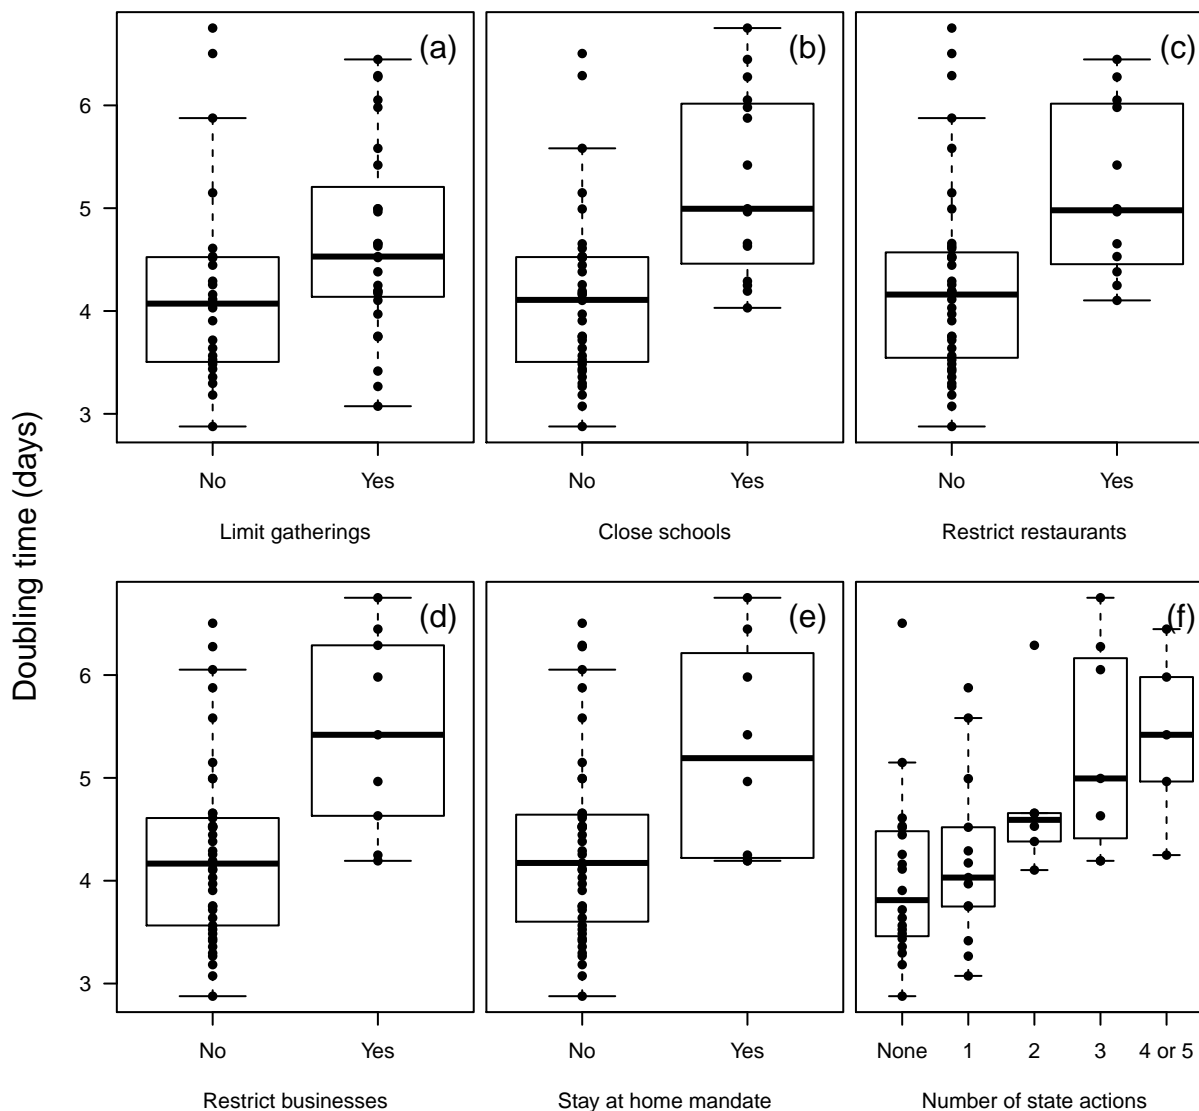 Doubling time (days)
(a)
(b)
(c)
6
5
4
3
No Yes
No Yes
No Yes
Limit gatherings
Close schools
Restrict restaurants
(d)
(e)
(f)
6
5
4
3
No Yes
No Yes
None 1 2 3 4 or 5
Restrict businesses
Stay at home mandate
Number of state actions